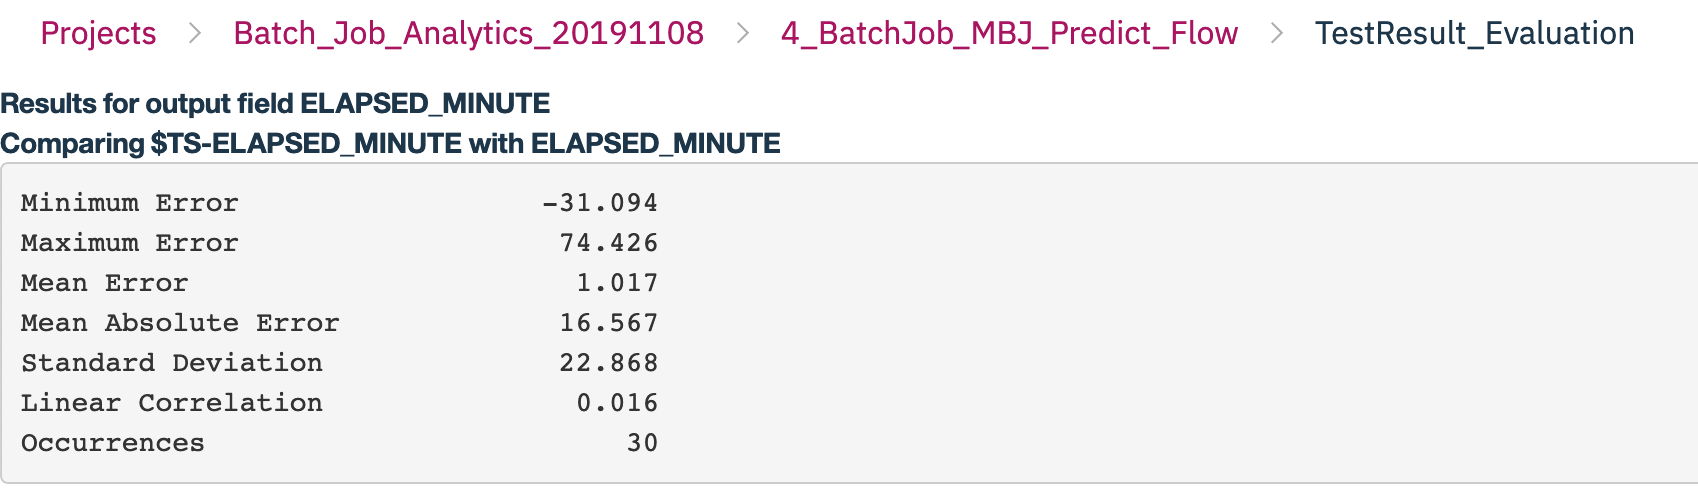 Projects > Batch_Job_Analytics_20191108 > 4_BatchJob_MBJ_Predict_Flow > TestResult_Evaluation
Results for output field ELAPSED_MINUTE
Comparing $TS-ELAPSED_MINUTE with ELAPSED_MINUTE
Minimum Error -31.094
Maximum Error 74.426
Mean Error 1.017
Mean Absolute Error 16.567
Standard Deviation 22.868
Linear Correlation 0.016
Occurrences 30